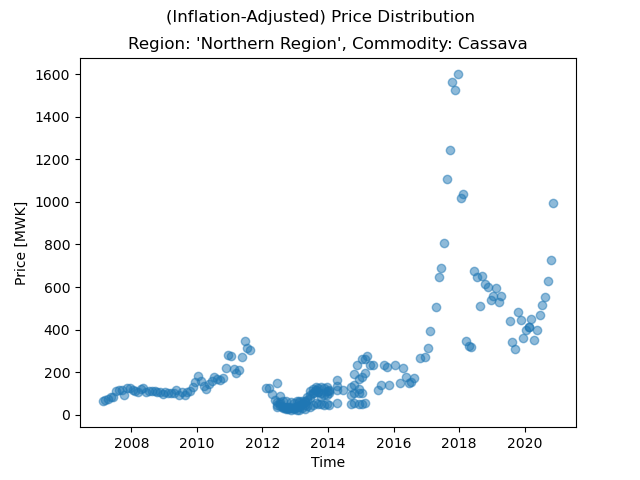 (Inflation-Adjusted) Price Distribution
Region: 'Northern Region', Commodity: Cassava
1600
1400
1200
1000
800
600
400
200
0
Price [MWK]
2008 2010 2012 2014 2016 2018 2020
Time